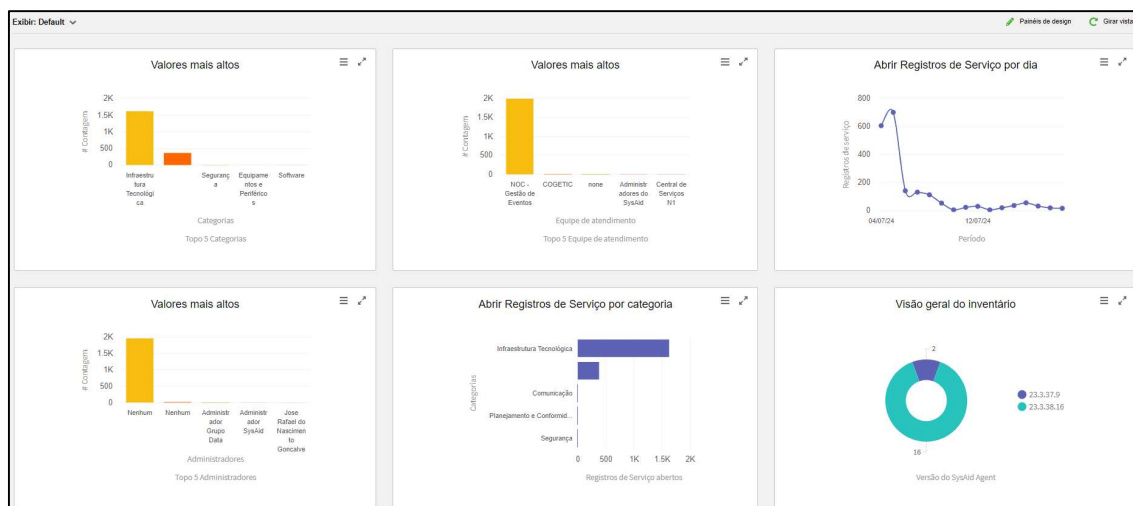 Exibir: Default
Painéis de design
Girar vista
Valores mais altos
# Contagem
2K
1.5K
1K
500
0
Infraestru
tura
Tecnológi
ca
Seguranç
a
Equipame
ntos e
Periférico
s
Software
Categorias
Topo 5 Categorias
Valores mais altos
# Contagem
2K
1.5K
1K
500
0
NOC -
Gestão de
Eventos
COGETIC
none
Administr
adores do
SysAid
Central de
Serviços
N1
Equipe de atendimento
Topo 5 Equipe de atendimento
Abrir Registros de Serviço por dia
Registros de serviço
800
600
400
200
0
04/07/24
12/07/24
Período
Valores mais altos
# Contagem
2K
1.5K
1K
500
0
Nenhum
Nenhum
Administr
ador
Grupo
Data
Administr
ador
SysAid
Jose
Rafael do
Nascimen
to
Goncalve
Administradores
Topo 5 Administradores
Abrir Registros de Serviço por categoria
Categorias
Infraestrutura Tecnológica
Comunicação
Planejamento e Conformid...
Segurança
0 500 1K 1.5K 2K
Registros de Serviço abertos
Visão geral do inventário
2
16
23.3.37.9
23.3.38.16
Versão do SysAid Agent